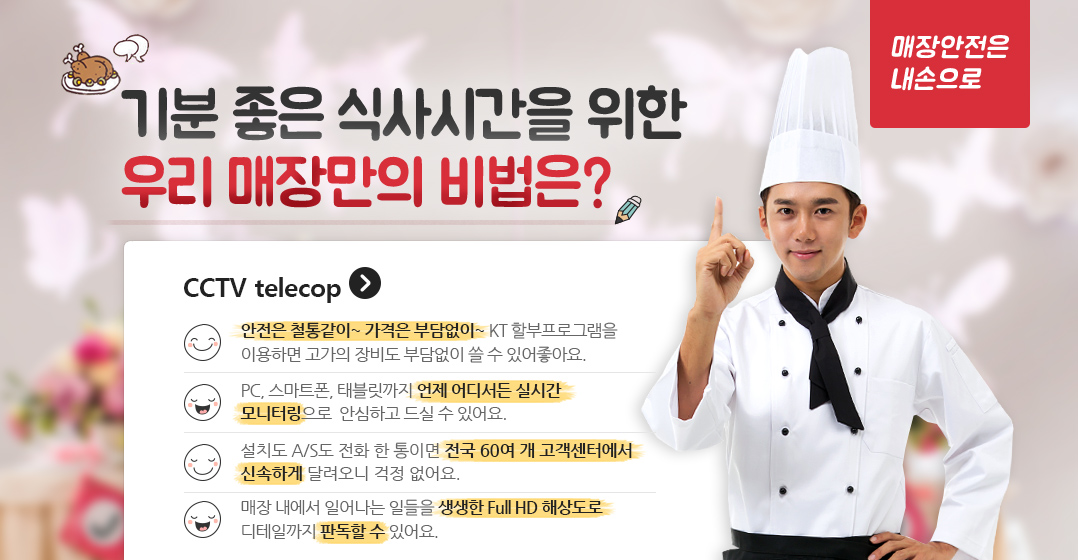 매장안전은
내손으로
기분 좋은 식사시간을 위한
우리 매장만의 비법은?
CCTV telecop
안전은 철통같이~ 가격은 부담없이~ KT 할부프로그램을
이용하면 고가의 장비도 부담없이 쓸 수 있어좋아요.
PC, 스마트폰, 태블릿까지 언제 어디서든 실시간
모니터링으로 안심하고 드실 수 있어요.
설치도 A/S도 전화 한 통이면 전국 60여 개 고객센터에서
신속하게 달려오니 걱정 없어요.
매장 내에서 일어나는 일들을 생생한 Full HD 해상도로
디테일까지 판독할 수 있어요.